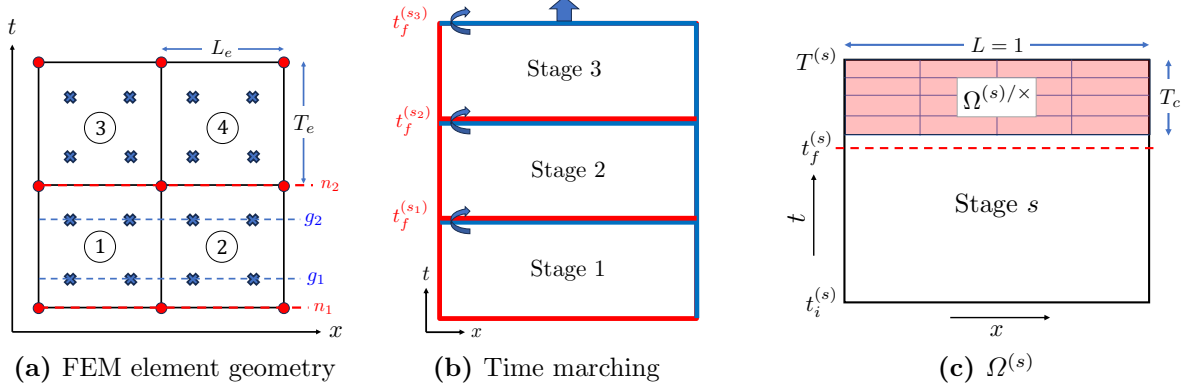 t
L_e
3
4
T_e
n_2
g_2
1
2
g_1
n_1
x
(a) FEM element geometry
t_f^{(s_3)}
Stage 3
t_f^{(s_2)}
Stage 2
t_f^{(s_1)}
Stage 1
t
x
(b) Time marching
L = 1
T^{(s)}
Ω^{(s)/×}
T_c
t_f^{(s)}
Stage s
t
t_i^{(s)}
x
(c) Ω^{(s)}